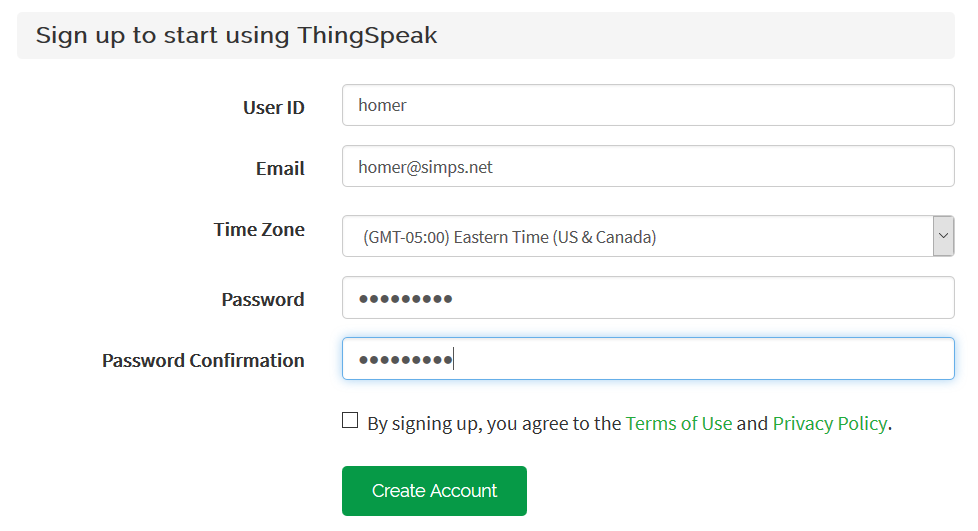 Sign up to start using ThingSpeak
User ID homer
Email homer@simps.net
Time Zone (GMT-05:00) Eastern Time (US & Canada)
Password ●●●●●●●●●
Password Confirmation ●●●●●●●●●
By signing up, you agree to the Terms of Use and Privacy Policy.
Create Account